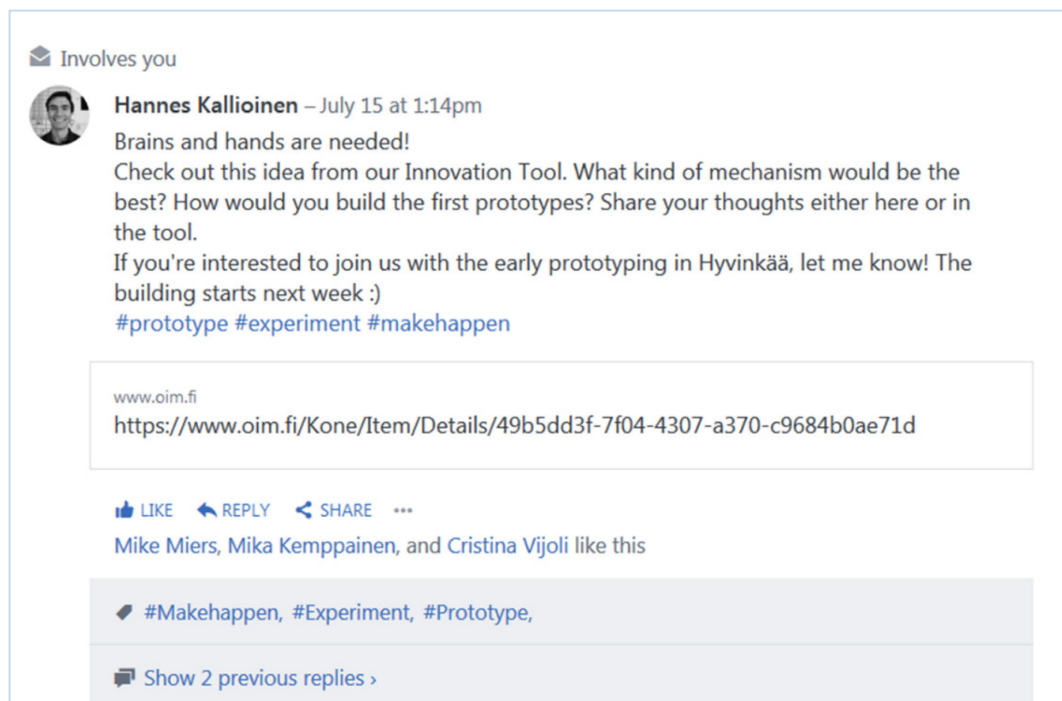 Involves you
Hannes Kallioinen – July 15 at 1:14pm
Brains and hands are needed!
Check out this idea from our Innovation Tool. What kind of mechanism would be the
best? How would you build the first prototypes? Share your thoughts either here or in
the tool.
If you're interested to join us with the early prototyping in Hyvinkää, let me know! The
building starts next week :)
#prototype #experiment #makehappen
www.oim.fi
https://www.oim.fi/Kone/Item/Details/49b5dd3f-7f04-4307-a370-c9684b0ae71d
LIKE REPLY SHARE •••
Mike Miers, Mika Kemppainen, and Cristina Vijoli like this
#Makehappen, #Experiment, #Prototype,
Show 2 previous replies ›